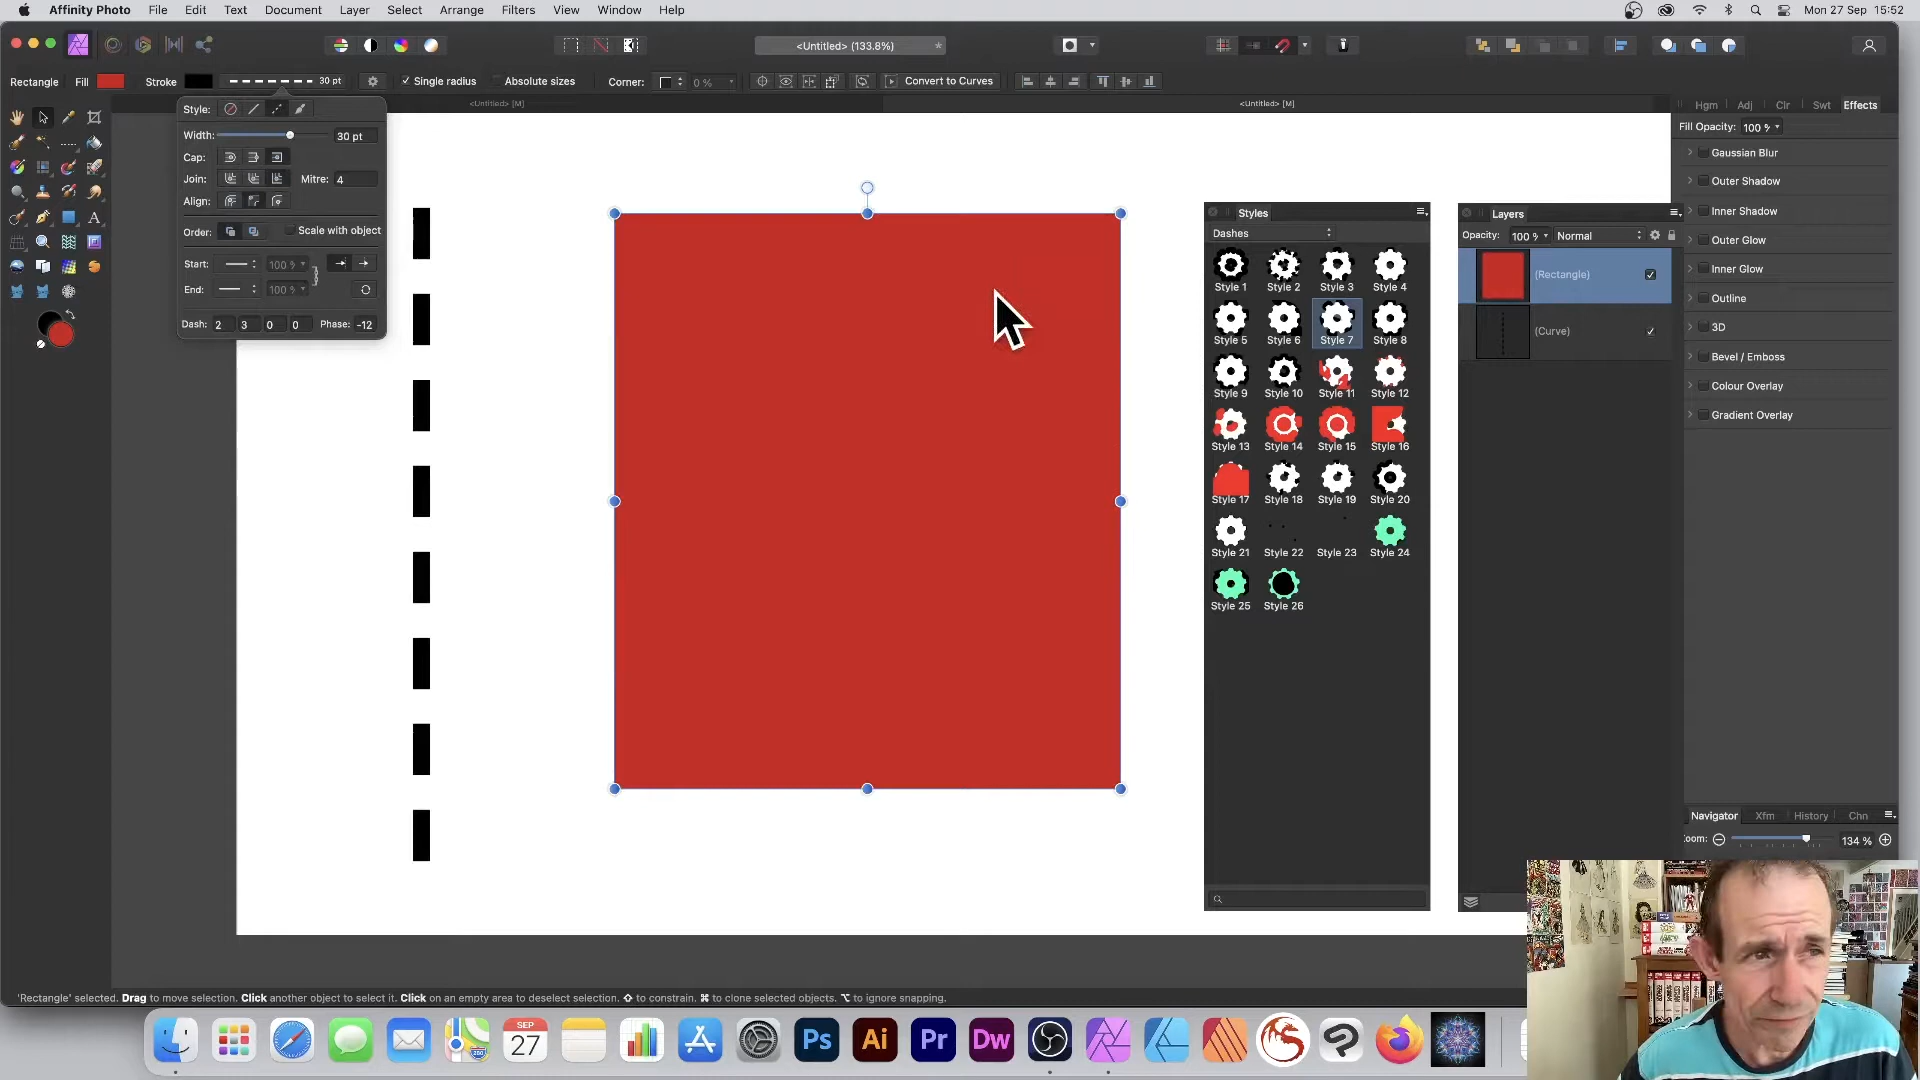 Affinity Photo File Edit Text Document Layer Select Arrange Filters View Window Help Mon 27 Sep 15:52
<Untitled> (133.8%) *
Rectangle Fill Stroke 30 pt Single radius Absolute sizes Corner: 0 % Convert to Curves
<Untitled> [M] <Untitled> [M]
Style:
Width: 30 pt
Cap:
Join: Mitre: 4
Align:
Order: Scale with object
Start: 100 %
End: 100 %
Dash: 2 3 0 0 Phase: -12
Styles
Dashes
Style 1 Style 2 Style 3 Style 4
Style 5 Style 6 Style 7 Style 8
Style 9 Style 10 Style 11 Style 12
Style 13 Style 14 Style 15 Style 16
Style 17 Style 18 Style 19 Style 20
Style 21 Style 22 Style 23 Style 24
Style 25 Style 26
Layers
Opacity: 100 % Normal
(Rectangle)
(Curve)
Hgm Adj Clr Swt Effects
Fill Opacity: 100 %
Gaussian Blur
Outer Shadow
Inner Shadow
Outer Glow
Inner Glow
Outline
3D
Bevel / Emboss
Colour Overlay
Gradient Overlay
Navigator Xfm History Chn
Zoom: 134 %
'Rectangle' selected. Drag to move selection. Click another object to select it. Click on an empty area to deselect selection. ⇧ to constrain. ⌘ to clone selected objects. ⌥ to ignore snapping.
SEP
27
Ps Ai Pr Dw